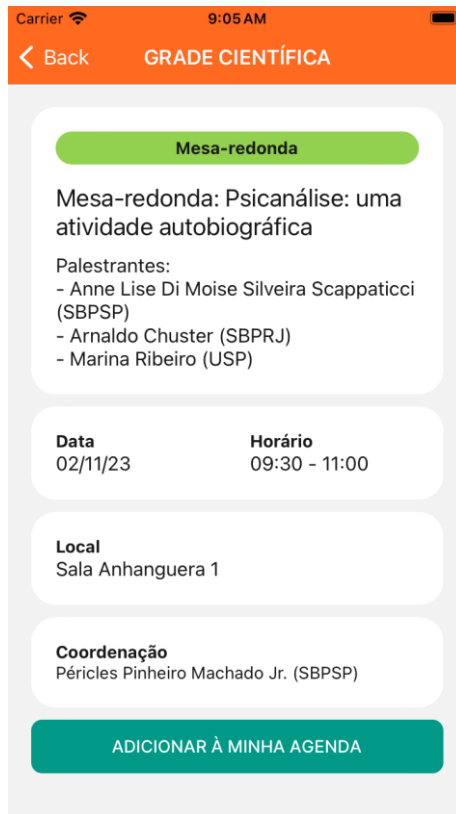 Carrier 9:05 AM
Back GRADE CIENTÍFICA
Mesa-redonda
Mesa-redonda: Psicanálise: uma
atividade autobiográfica
Palestrantes:
- Anne Lise Di Moise Silveira Scappaticci
(SBPSP)
- Arnaldo Chuster (SBPRJ)
- Marina Ribeiro (USP)
Data
02/11/23
Horário
09:30 - 11:00
Local
Sala Anhanguera 1
Coordenação
Péricles Pinheiro Machado Jr. (SBPSP)
ADICIONAR À MINHA AGENDA